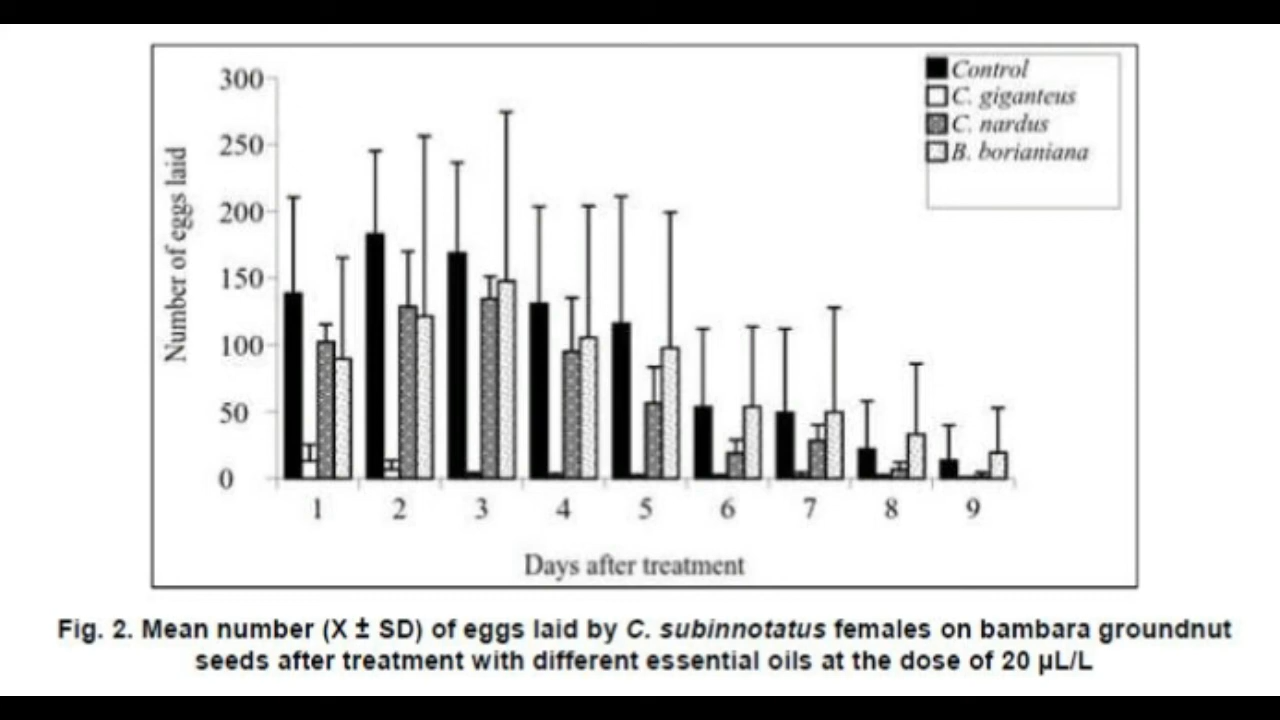 300
250
200
150
100
50
0
Number of eggs laid
Control
C. giganteus
C. nardus
B. borianiana
1 2 3 4 5 6 7 8 9
Days after treatment
Fig. 2. Mean number (X ± SD) of eggs laid by C. subinnotatus females on bambara groundnut
seeds after treatment with different essential oils at the dose of 20 µL/L